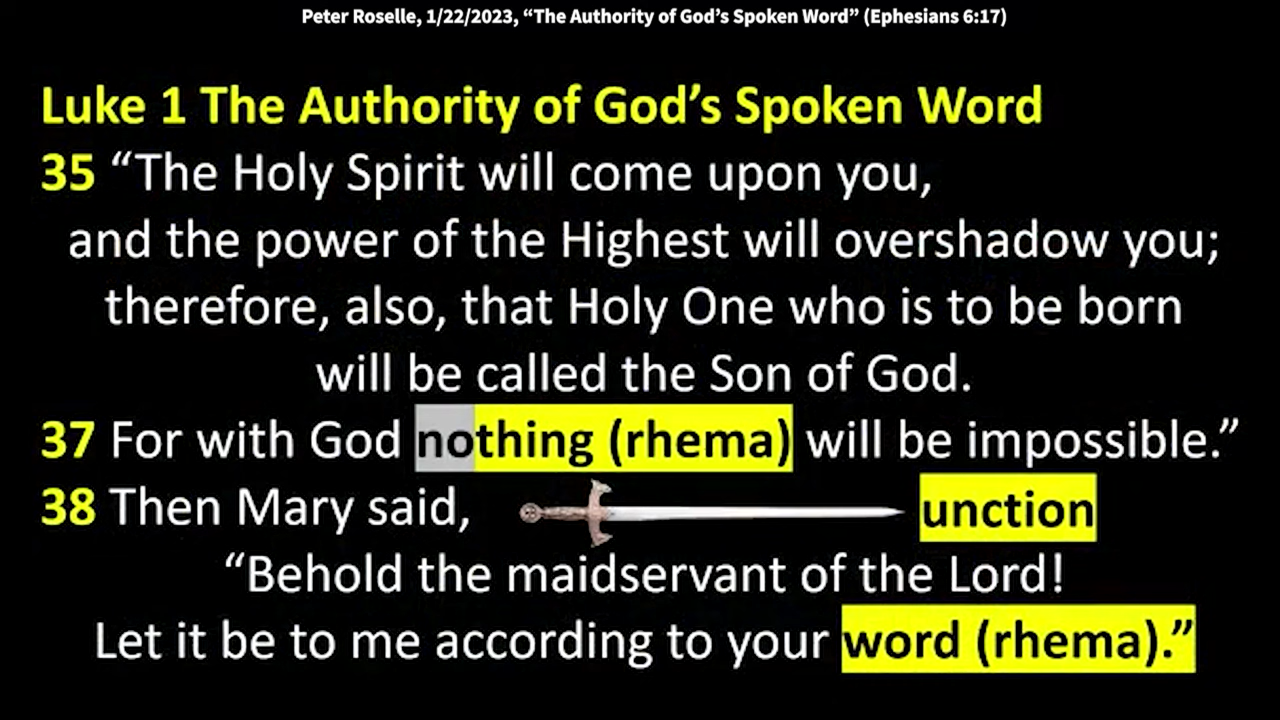 Peter Roselle, 1/22/2023, “The Authority of God’s Spoken Word” (Ephesians 6:17)
Luke 1 The Authority of God’s Spoken Word
35 “The Holy Spirit will come upon you,
and the power of the Highest will overshadow you;
therefore, also, that Holy One who is to be born
will be called the Son of God.
37 For with God nothing (rhema) will be impossible.”
38 Then Mary said, unction
“Behold the maidservant of the Lord!
Let it be to me according to your word (rhema).”